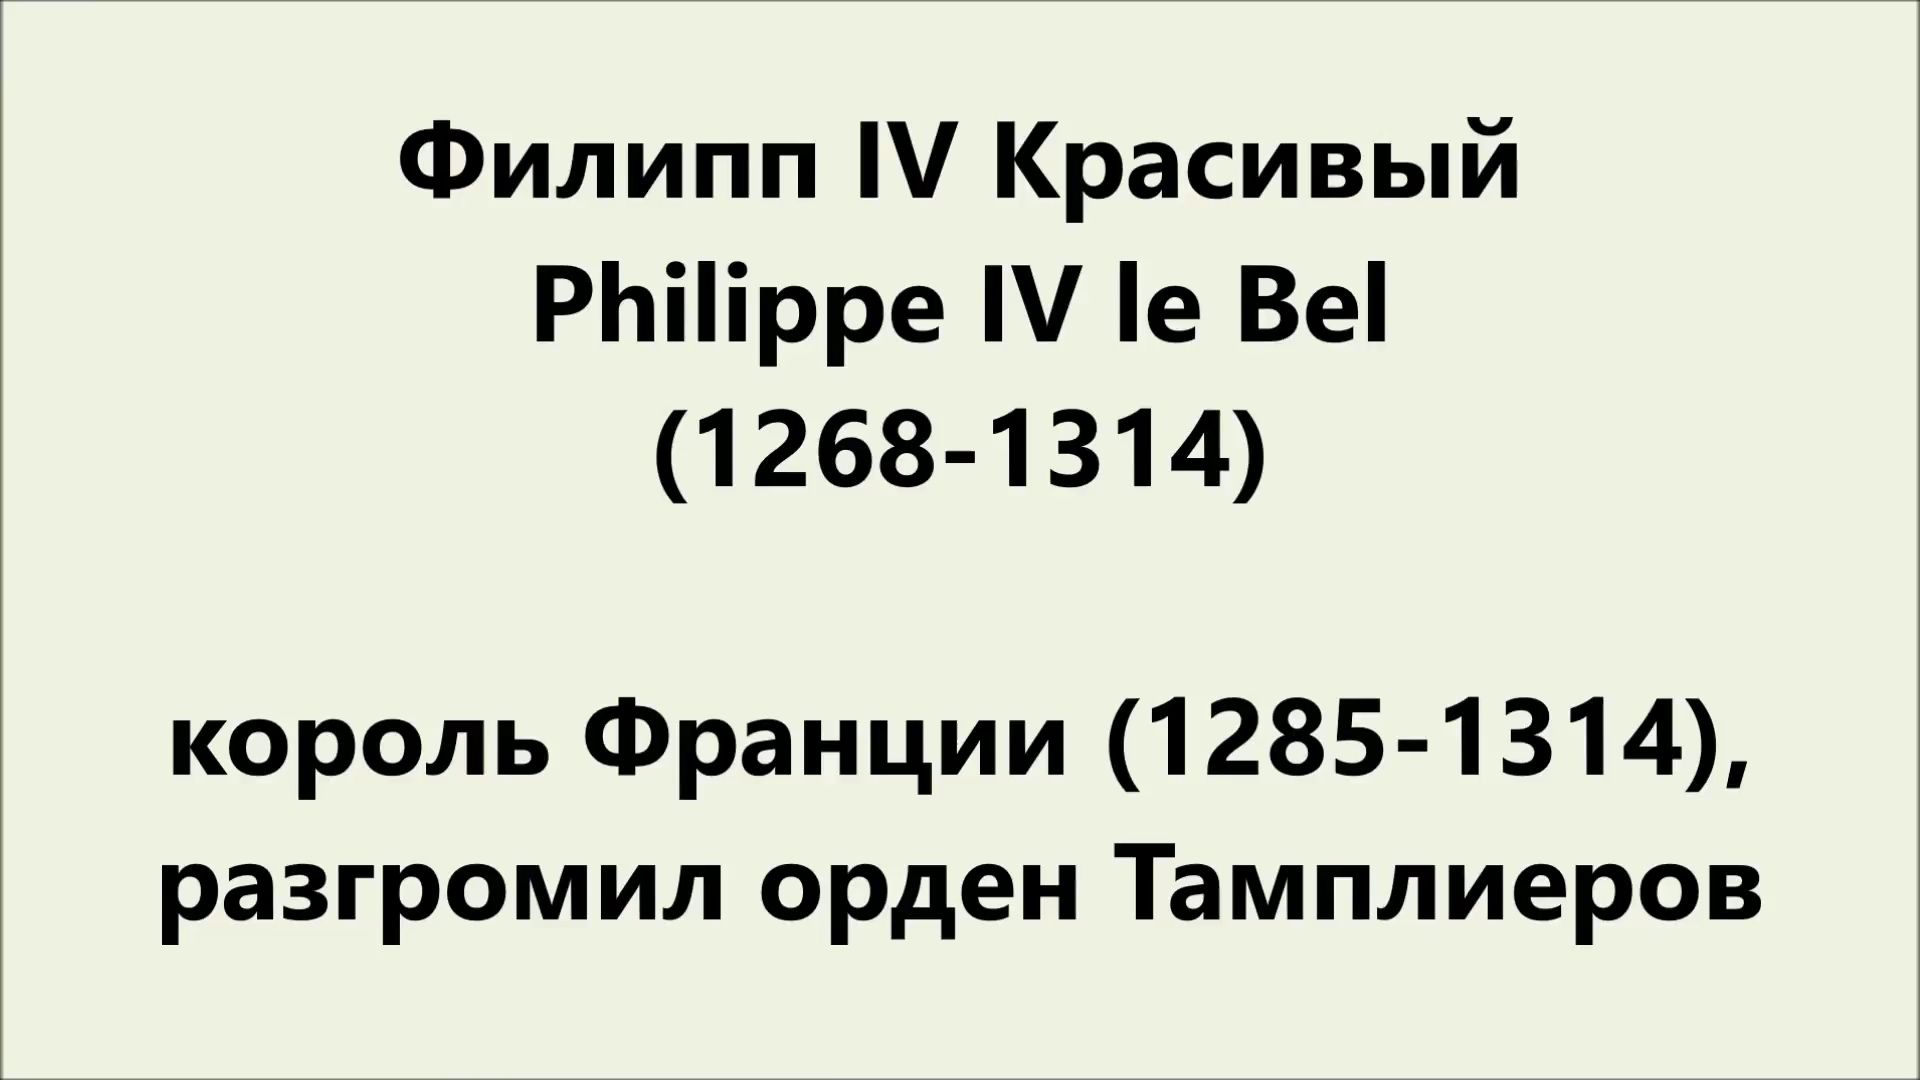 Филипп IV Красивый
Philippe IV le Bel
(1268-1314)
король Франции (1285-1314),
разгромил орден Тамплиеров